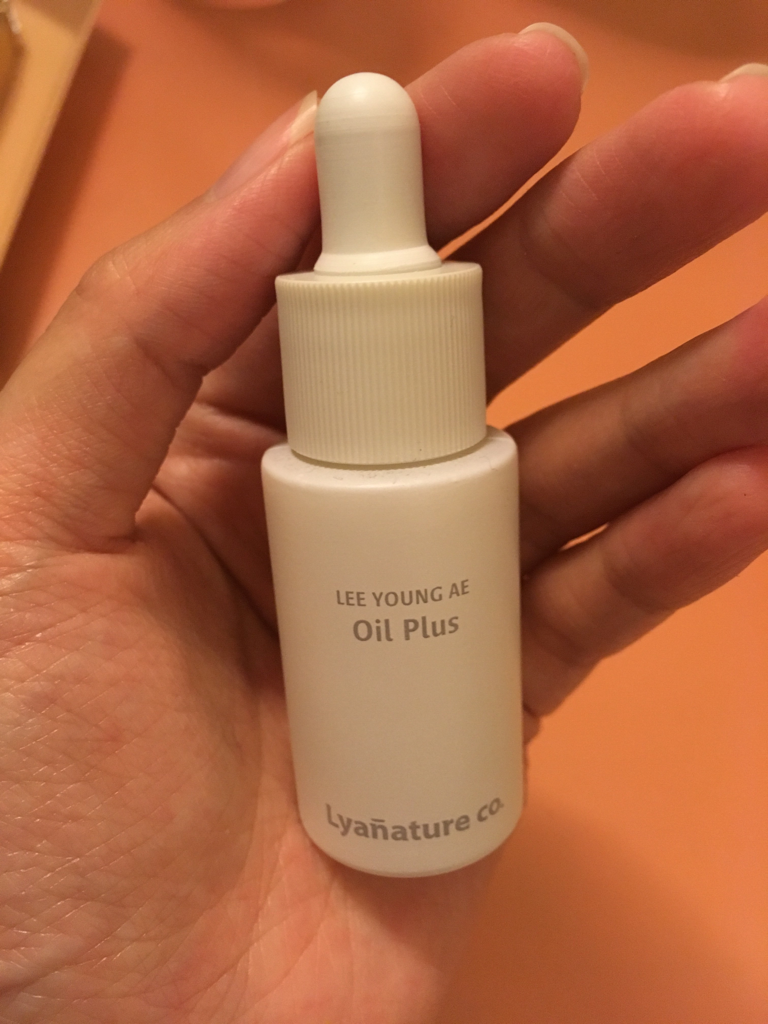 LEE YOUNG AE
Oil Plus
Lyañature co.